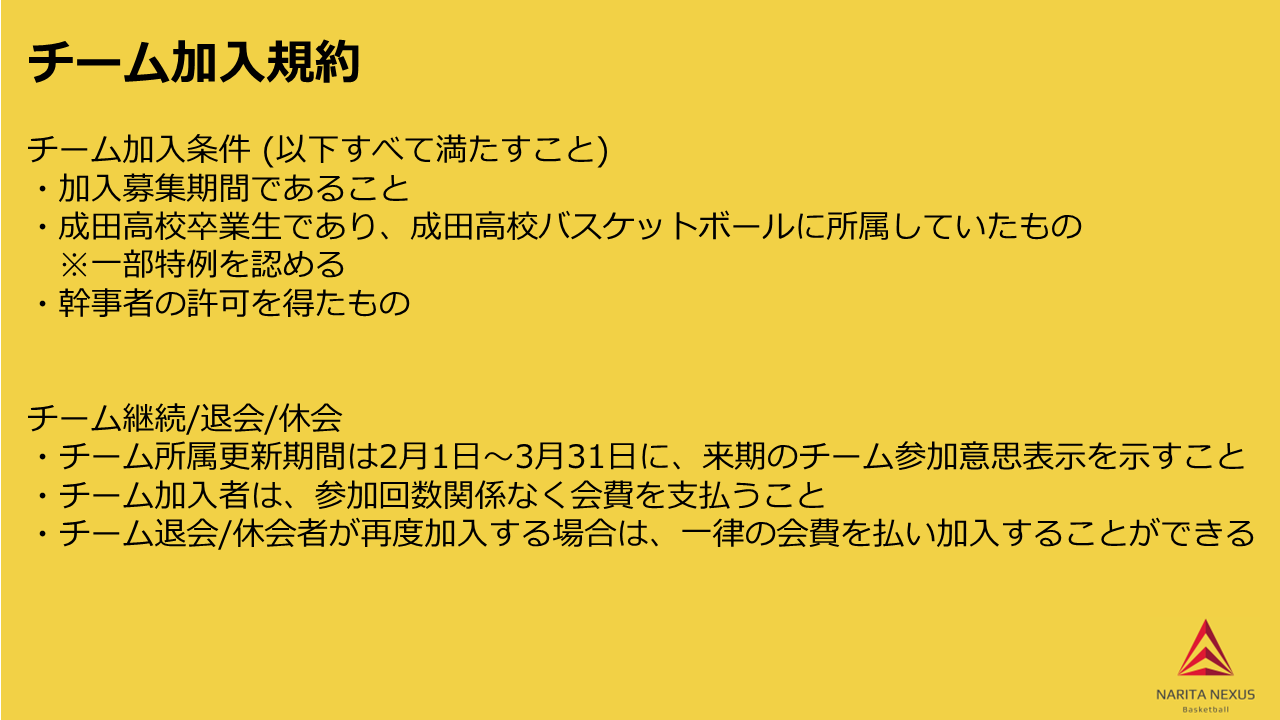 チーム加入規約
チーム加入条件 (以下すべて満たすこと)
・加入募集期間であること
・成田高校卒業生であり、成田高校バスケットボールに所属していたもの
※一部特例を認める
・幹事者の許可を得たもの
チーム継続/退会/休会
・チーム所属更新期間は2月1日～3月31日に、来期のチーム参加意思表示を示すこと
・チーム加入者は、参加回数関係なく会費を支払うこと
・チーム退会/休会者が再度加入する場合は、一律の会費を払い加入することができる
NARITA NEXUS
Basketball